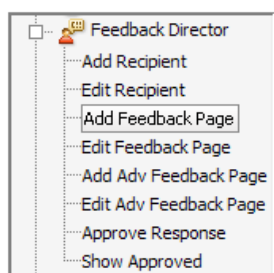 Feedback Director
Add Recipient
Edit Recipient
Add Feedback Page
Edit Feedback Page
Add Adv Feedback Page
Edit Adv Feedback Page
Approve Response
Show Approved